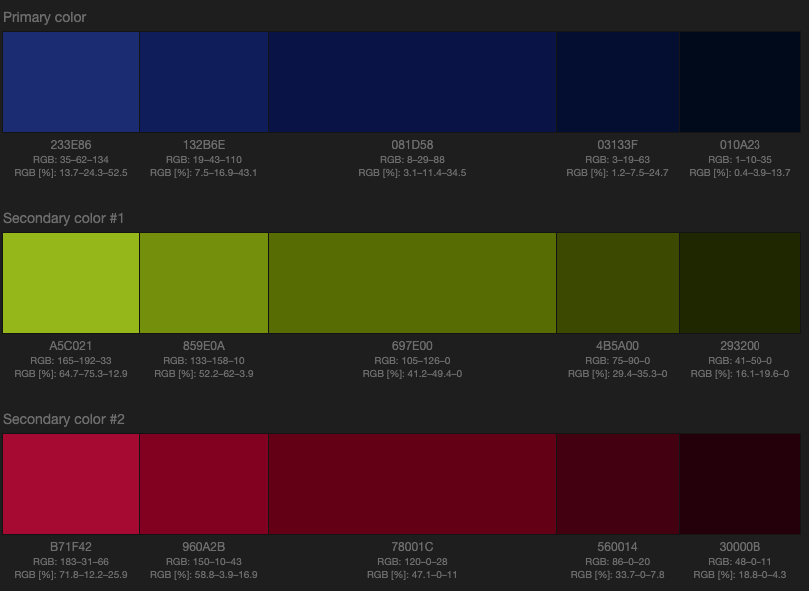 Primary color
233E86 132B6E 081D58 03133F 010A23
RGB: 35–62–134 RGB: 19–43–110 RGB: 8–29–88 RGB: 3–19–63 RGB: 1–10–35
RGB [%]: 13.7–24.3–52.5 RGB [%]: 7.5–16.9–43.1 RGB [%]: 3.1–11.4–34.5 RGB [%]: 1.2–7.5–24.7 RGB [%]: 0.4–3.9–13.7
Secondary color #1
A5C021 859E0A 697E00 4B5A00 293200
RGB: 165–192–33 RGB: 133–158–10 RGB: 105–126–0 RGB: 75–90–0 RGB: 41–50–0
RGB [%]: 64.7–75.3–12.9 RGB [%]: 52.2–62–3.9 RGB [%]: 41.2–49.4–0 RGB [%]: 29.4–35.3–0 RGB [%]: 16.1–19.6–0
Secondary color #2
B71F42 960A2B 78001C 560014 30000B
RGB: 183–31–66 RGB: 150–10–43 RGB: 120–0–28 RGB: 86–0–20 RGB: 48–0–11
RGB [%]: 71.8–12.2–25.9 RGB [%]: 58.8–3.9–16.9 RGB [%]: 47.1–0–11 RGB [%]: 33.7–0–7.8 RGB [%]: 18.8–0–4.3